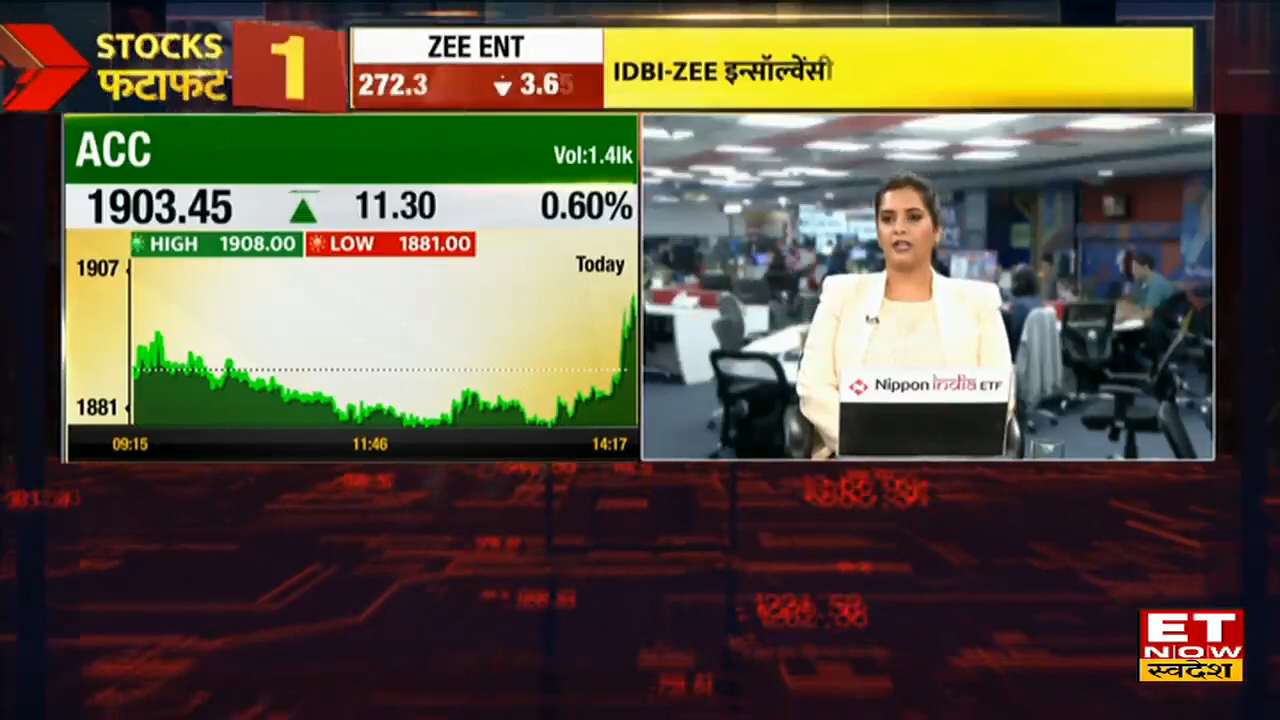 STOCKS
फटाफट
1
ZEE ENT
272.3 3.65
IDBI-ZEE इन्सॉल्वेंसी
ACC
Vol:1.4lk
1903.45 11.30 0.60%
HIGH 1908.00 LOW 1881.00
Today
1907
1881
09:15 11:46 14:17
Nippon india ETF
ET
NOW
स्वदेश